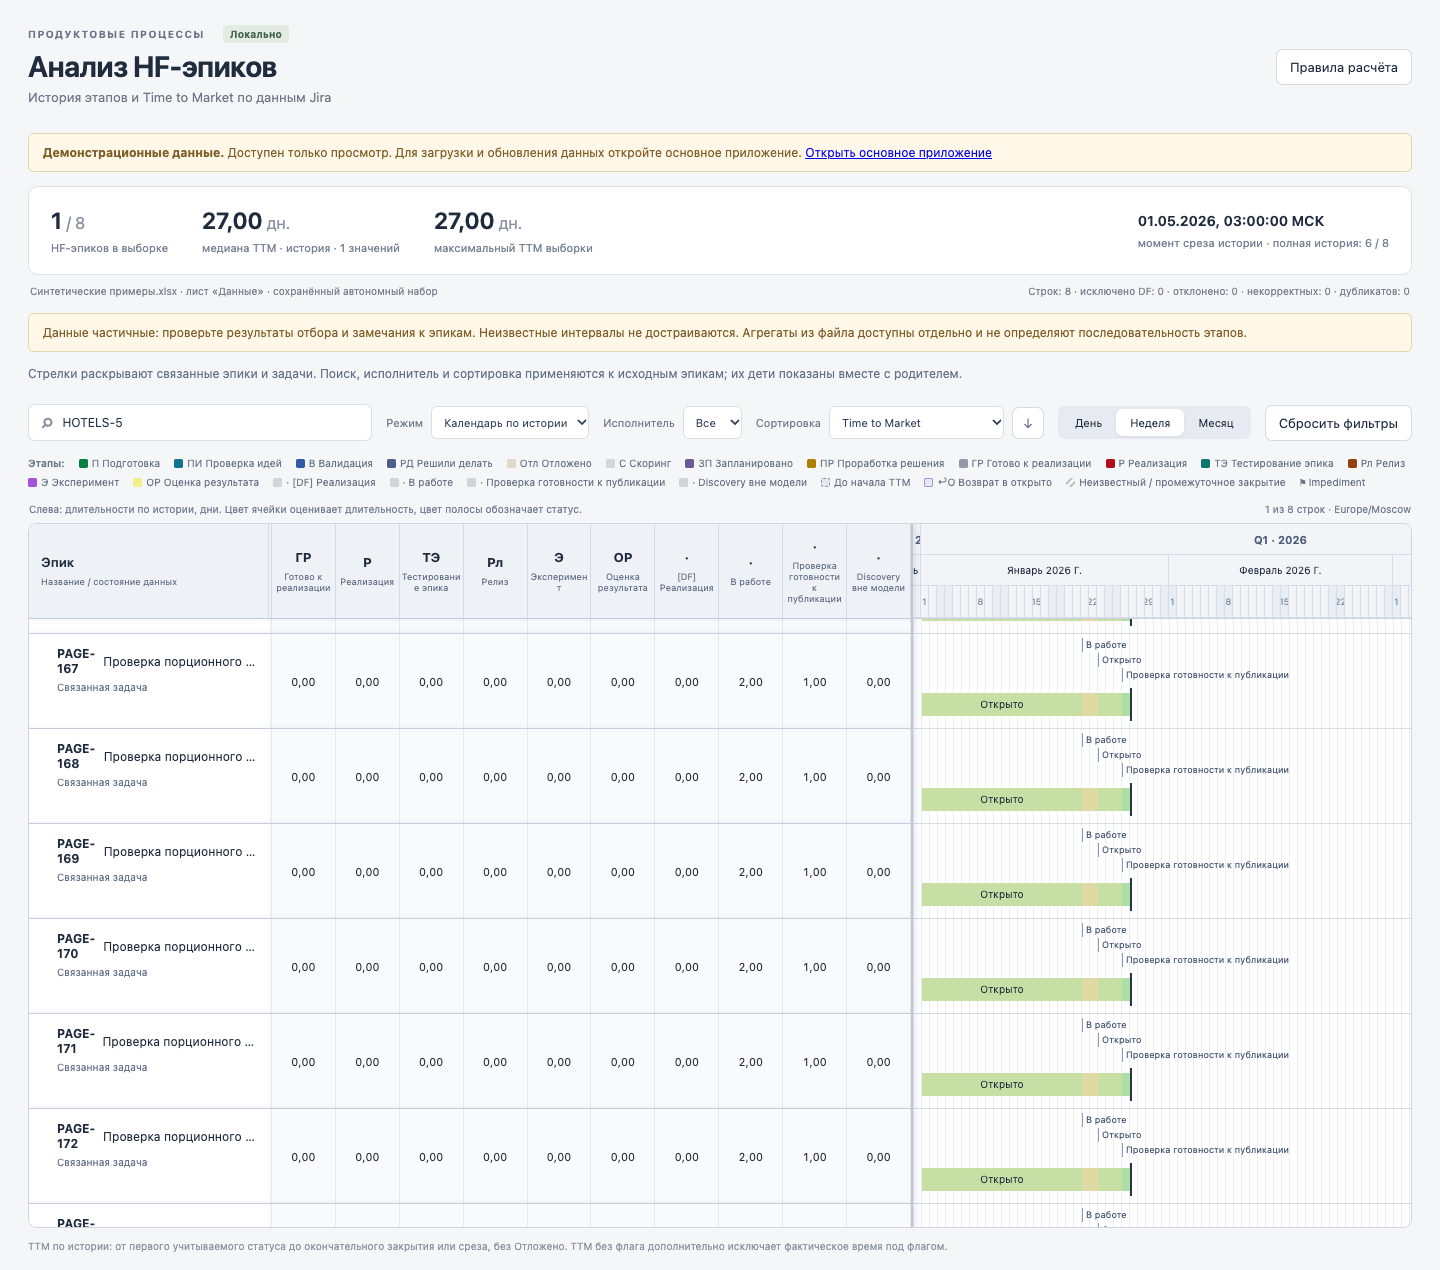 ПРОДУКТОВЫЕ ПРОЦЕССЫ Локально
Анализ HF-эпиков
История этапов и Time to Market по данным Jira
Правила расчёта
Демонстрационные данные. Доступен только просмотр. Для загрузки и обновления данных откройте основное приложение. Открыть основное приложение
1 / 8
HF-эпиков в выборке
27,00 дн.
медиана TTM · история · 1 значений
27,00 дн.
максимальный TTM выборки
01.05.2026, 03:00:00 МСК
момент среза истории · полная история: 6 / 8
Синтетические примеры.xlsx · лист «Данные» · сохранённый автономный набор
Строк: 8 · исключено DF: 0 · отклонено: 0 · некорректных: 0 · дубликатов: 0
Данные частичные: проверьте результаты отбора и замечания к эпикам. Неизвестные интервалы не достраиваются. Агрегаты из файла доступны отдельно и не определяют последовательность этапов.
Стрелки раскрывают связанные эпики и задачи. Поиск, исполнитель и сортировка применяются к исходным эпикам; их дети показаны вместе с родителем.
HOTELS-5 Режим Календарь по истории Исполнитель Все Сортировка Time to Market ↓ День Неделя Месяц Сбросить фильтры
Этапы: П Подготовка ПИ Проверка идей В Валидация РД Решили делать Отл Отложено С Скоринг ЗП Запланировано ПР Проработка решения ГР Готово к реализации Р Реализация ТЭ Тестирование эпика Рл Релиз
Э Эксперимент ОР Оценка результата · [DF] Реализация · В работе · Проверка готовности к публикации · Discovery вне модели До начала TTM ↩О Возврат в открыто Неизвестный / промежуточное закрытие ⚑ Impediment
Слева: длительности по истории, дни. Цвет ячейки оценивает длительность, цвет полосы обозначает статус.
1 из 8 строк · Europe/Moscow
Эпик
Название / состояние данных
ГР
Готово к
реализации
Р
Реализация
ТЭ
Тестировани
е эпика
Рл
Релиз
Э
Эксперимен
т
ОР
Оценка
результата
·
[DF]
Реализация
·
В работе
·
Проверка
готовности
к
публикации
·
Discovery
вне модели
2 Q1 · 2026
ь Январь 2026 Г. Февраль 2026 Г.
1 8 15 22 29 1 8 15 22 1
PAGE-
167 Проверка порционного ...
Связанная задача
0,00 0,00 0,00 0,00 0,00 0,00 0,00 2,00 1,00 0,00
В работе
Открыто
Проверка готовности к публикации
Открыто
PAGE-
168 Проверка порционного ...
Связанная задача
0,00 0,00 0,00 0,00 0,00 0,00 0,00 2,00 1,00 0,00
В работе
Открыто
Проверка готовности к публикации
Открыто
PAGE-
169 Проверка порционного ...
Связанная задача
0,00 0,00 0,00 0,00 0,00 0,00 0,00 2,00 1,00 0,00
В работе
Открыто
Проверка готовности к публикации
Открыто
PAGE-
170 Проверка порционного ...
Связанная задача
0,00 0,00 0,00 0,00 0,00 0,00 0,00 2,00 1,00 0,00
В работе
Открыто
Проверка готовности к публикации
Открыто
PAGE-
171 Проверка порционного ...
Связанная задача
0,00 0,00 0,00 0,00 0,00 0,00 0,00 2,00 1,00 0,00
В работе
Открыто
Проверка готовности к публикации
Открыто
PAGE-
172 Проверка порционного ...
Связанная задача
0,00 0,00 0,00 0,00 0,00 0,00 0,00 2,00 1,00 0,00
В работе
Открыто
Проверка готовности к публикации
Открыто
PAGE-
В работе
TTM по истории: от первого учитываемого статуса до окончательного закрытия или среза, без Отложено. TTM без флага дополнительно исключает фактическое время под флагом.